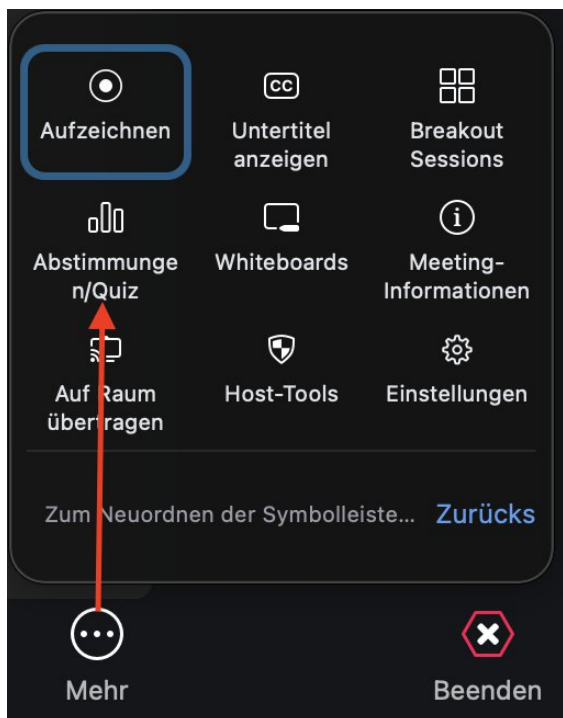 Aufzeichnen
Untertitel
anzeigen
Breakout
Sessions
Abstimmunge
n/Quiz
Whiteboards
Meeting-
Informationen
Auf Raum
übertragen
Host-Tools
Einstellungen
Zum Neuordnen der Symbolleiste... Zurücks
Mehr
Beenden